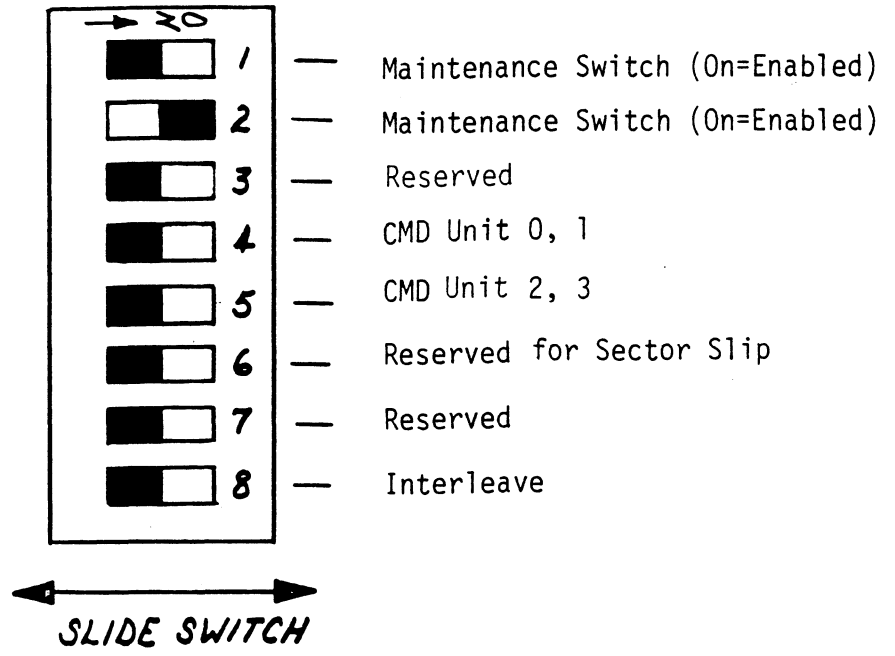 ON
1 — Maintenance Switch (On=Enabled)
2 — Maintenance Switch (On=Enabled)
3 — Reserved
4 — CMD Unit 0, 1
5 — CMD Unit 2, 3
6 — Reserved for Sector Slip
7 — Reserved
8 — Interleave
SLIDE SWITCH